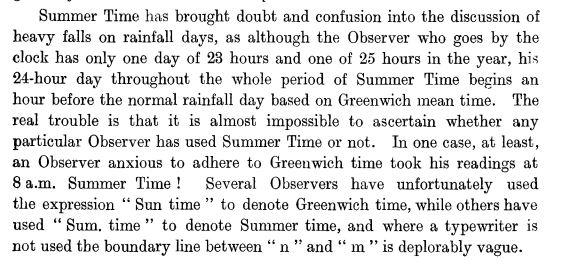 Summer Time has brought doubt and confusion into the discussion of
heavy falls on rainfall days, as although the Observer who goes by the
clock has only one day of 23 hours and one of 25 hours in the year, his
24-hour day throughout the whole period of Summer Time begins an
hour before the normal rainfall day based on Greenwich mean time. The
real trouble is that it is almost impossible to ascertain whether any
particular Observer has used Summer Time or not. In one case, at least,
an Observer anxious to adhere to Greenwich time took his readings at
8 a.m. Summer Time ! Several Observers have unfortunately used
the expression “ Sun time ” to denote Greenwich time, while others have
used “ Sum. time ” to denote Summer time, and where a typewriter is
not used the boundary line between “ n ” and “ m ” is deplorably vague.